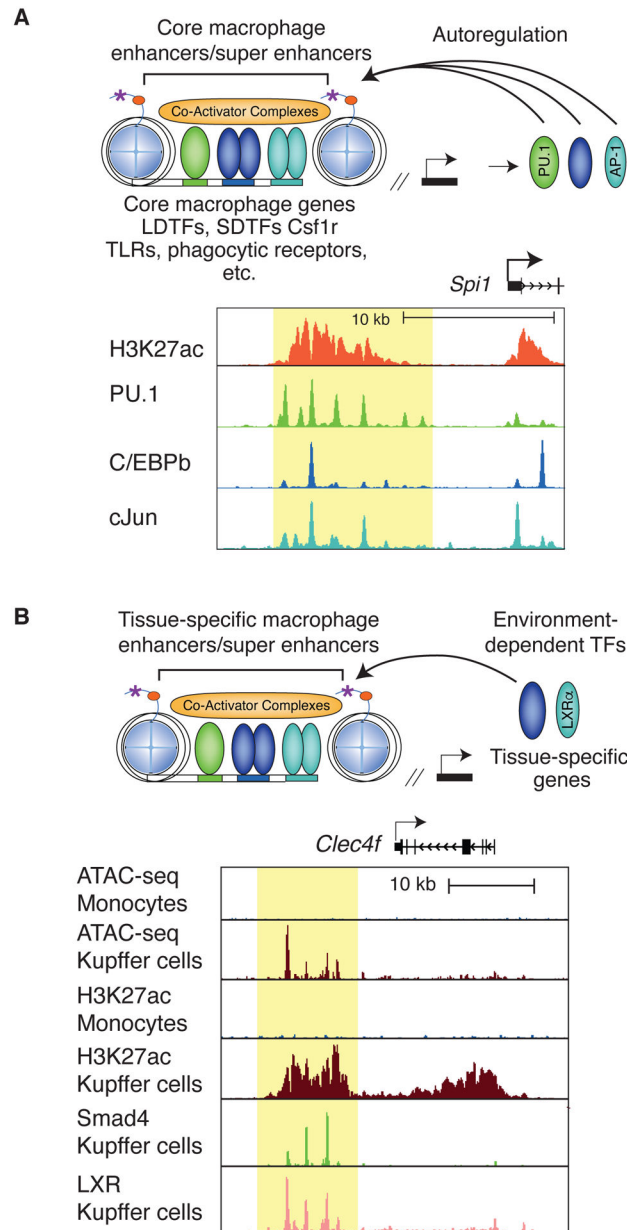 A
Core macrophage
enhancers/super enhancers
Autoregulation
*
*
Co-Activator Complexes
PU.1
AP-1
//
Core macrophage genes
LDTFs, SDTFs Csf1r
TLRs, phagocytic receptors,
etc.
Spi1
10 kb
H3K27ac
PU.1
C/EBPb
cJun
B
Tissue-specific macrophage
enhancers/super enhancers
Environment-
dependent TFs
*
*
Co-Activator Complexes
LXRα
//
Tissue-specific
genes
Clec4f
10 kb
ATAC-seq
Monocytes
ATAC-seq
Kupffer cells
H3K27ac
Monocytes
H3K27ac
Kupffer cells
Smad4
Kupffer cells
LXR
Kupffer cells